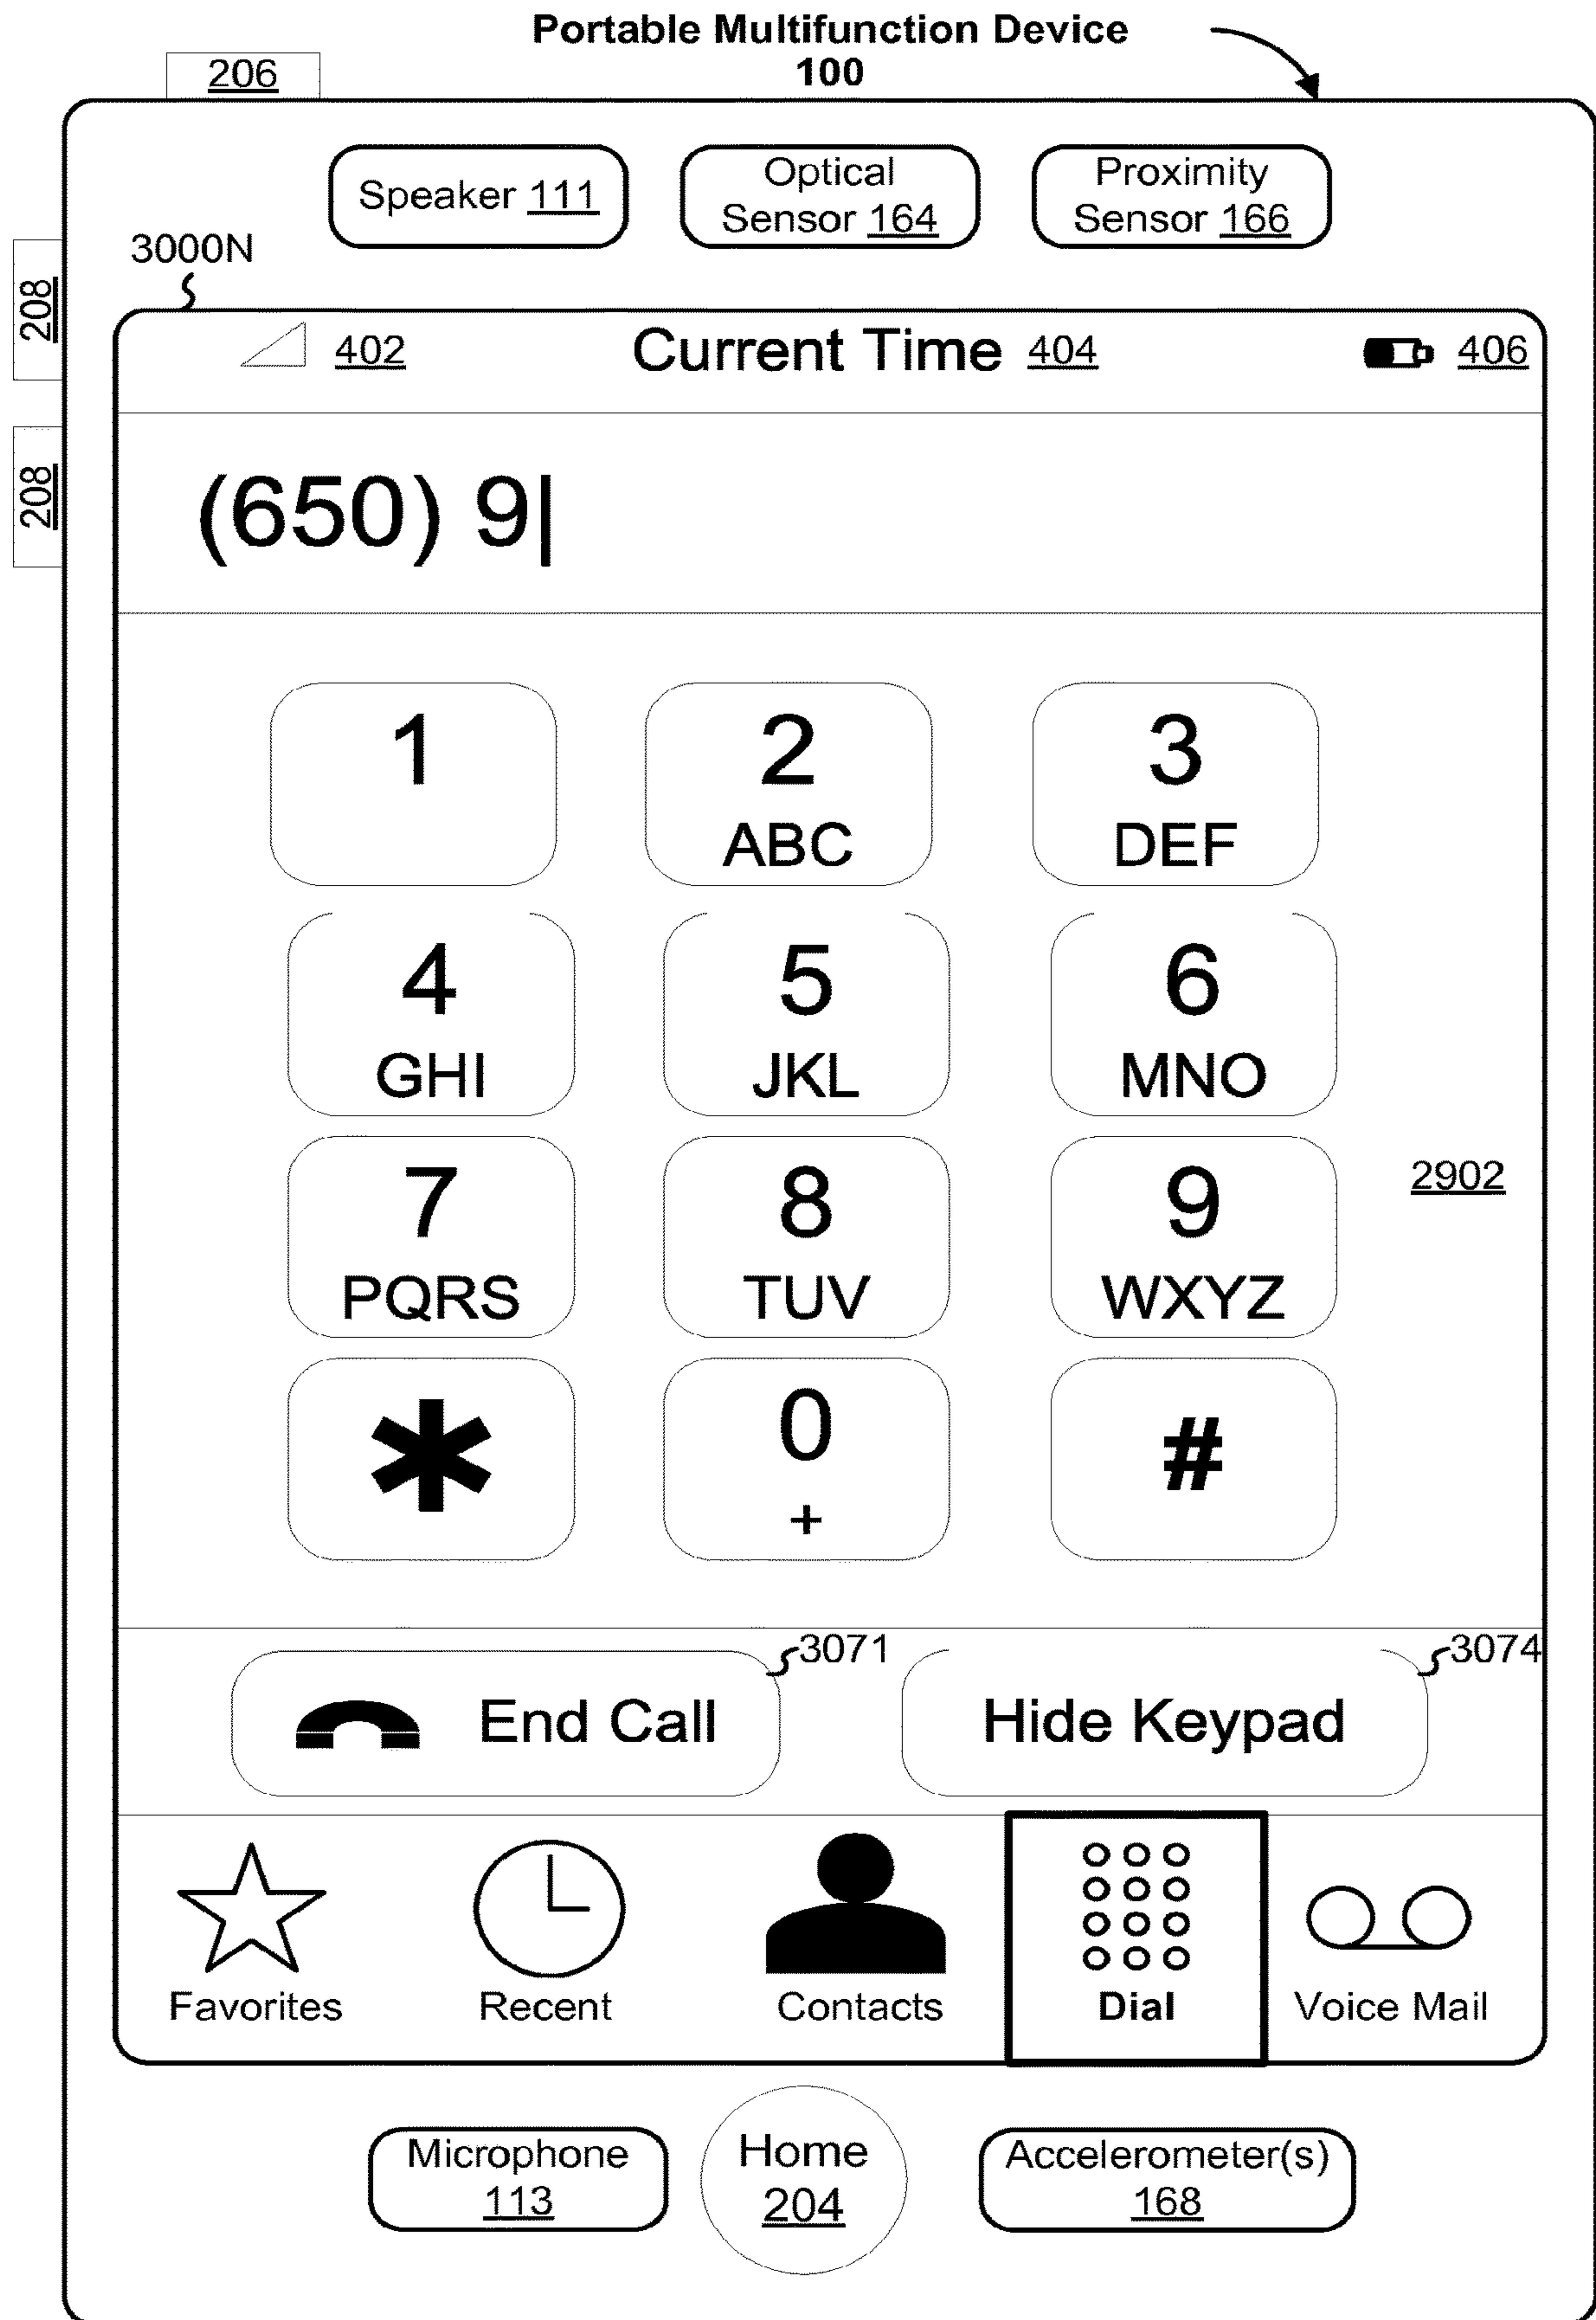 Portable Multifunction Device
100
206
Speaker 111
Optical
Sensor 164
Proximity
Sensor 166
3000N
208
208
402
Current Time 404
406
(650) 9
1
2
ABC
3
DEF
4
GHI
5
JKL
6
MNO
7
PQRS
8
TUV
9
WXYZ
2902
*
0
+
#
3071
3074
End Call
Hide Keypad
Favorites
Recent
Contacts
Dial
Voice Mail
Microphone
113
Home
204
Accelerometer(s)
168